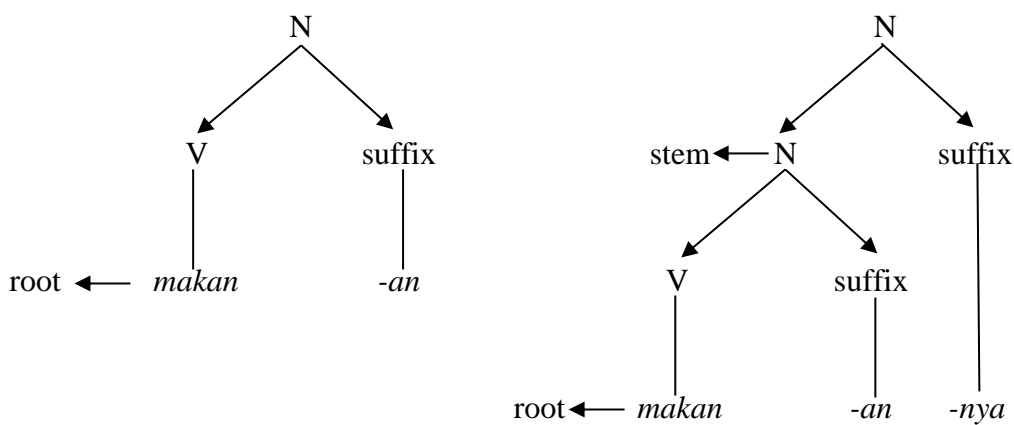 N N
V suffix stem N suffix
root makan -an V suffix
root makan -an -nya